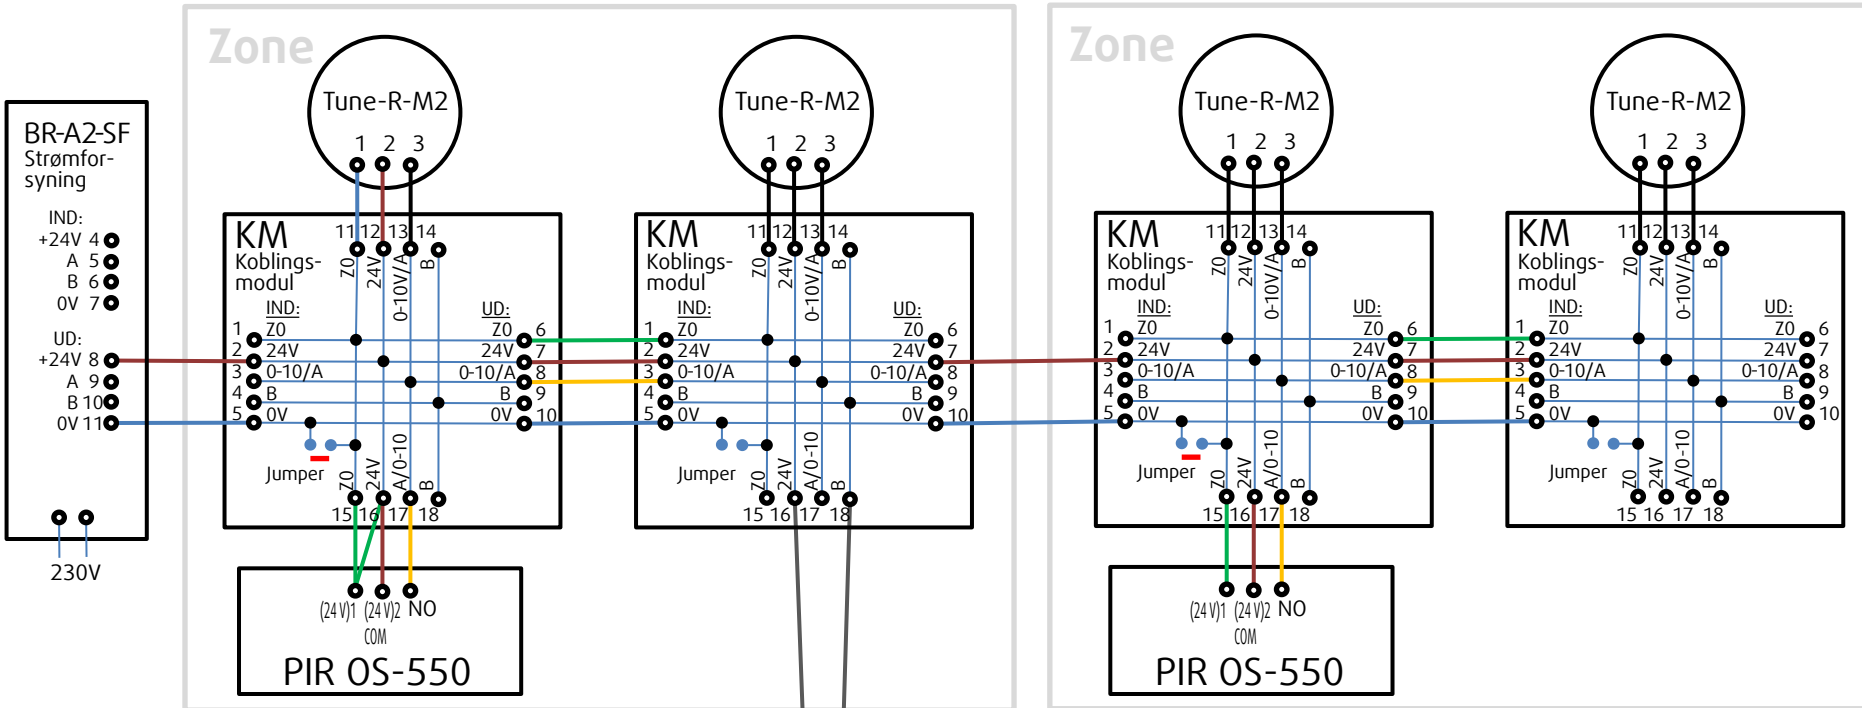 Zone
Zone
BR-A2-SF
Strømfor-
syning
IND:
+24V 4
A 5
B 6
0V 7
UD:
+24V 8
A 9
B 10
0V 11
230V
Tune-R-M2
1 2 3
KM
Koblings-
modul
11 12 13 14
Z0 24V 0-10V/A B
IND: UD:
1 Z0 Z0 6
2 24V 24V 7
3 0-10/A 0-10/A 8
4 B B 9
5 0V 0V 10
Jumper
Z0 24V A/0-10 B
15 16 17 18
(24 V)1 (24 V)2 NO
COM
PIR OS-550
Tune-R-M2
1 2 3
KM
Koblings-
modul
11 12 13 14
Z0 24V 0-10V/A B
IND: UD:
1 Z0 Z0 6
2 24V 24V 7
3 0-10/A 0-10/A 8
4 B B 9
5 0V 0V 10
Jumper
Z0 24V A/0-10 B
15 16 17 18
Tune-R-M2
1 2 3
KM
Koblings-
modul
11 12 13 14
Z0 24V 0-10V/A B
IND: UD:
1 Z0 Z0 6
2 24V 24V 7
3 0-10/A 0-10/A 8
4 B B 9
5 0V 0V 10
Jumper
Z0 24V A/0-10 B
15 16 17 18
(24 V)1 (24 V)2 NO
COM
PIR OS-550
Tune-R-M2
1 2 3
KM
Koblings-
modul
11 12 13 14
Z0 24V 0-10V/A B
IND: UD:
1 Z0 Z0 6
2 24V 24V 7
3 0-10/A 0-10/A 8
4 B B 9
5 0V 0V 10
Jumper
Z0 24V A/0-10 B
15 16 17 18